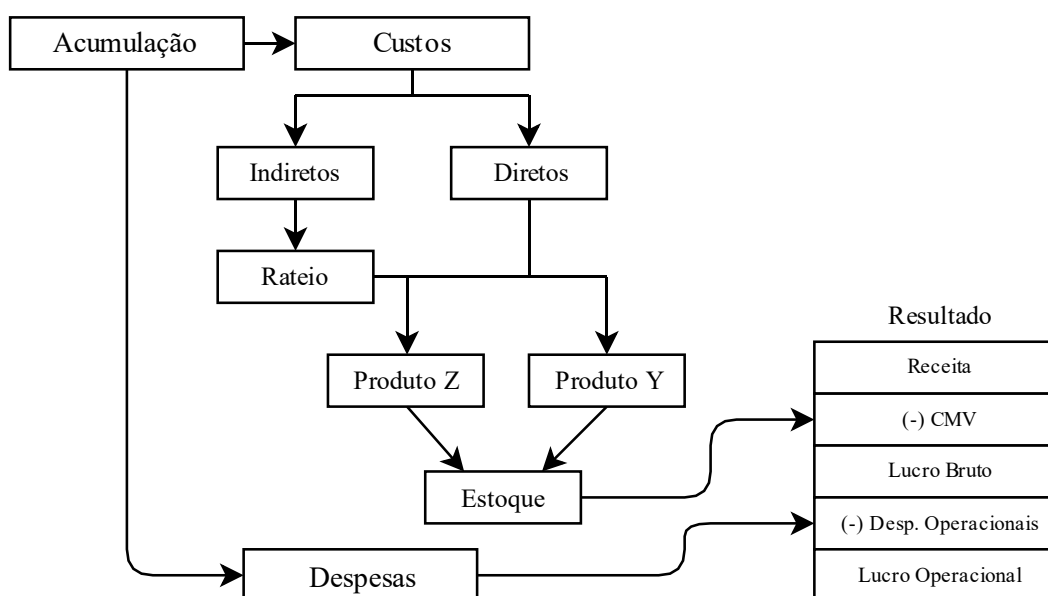 Acumulação
Custos
Indiretos
Diretos
Rateio
Produto Z
Produto Y
Estoque
Despesas
Resultado
Receita
(-) CMV
Lucro Bruto
(-) Desp. Operacionais
Lucro Operacional